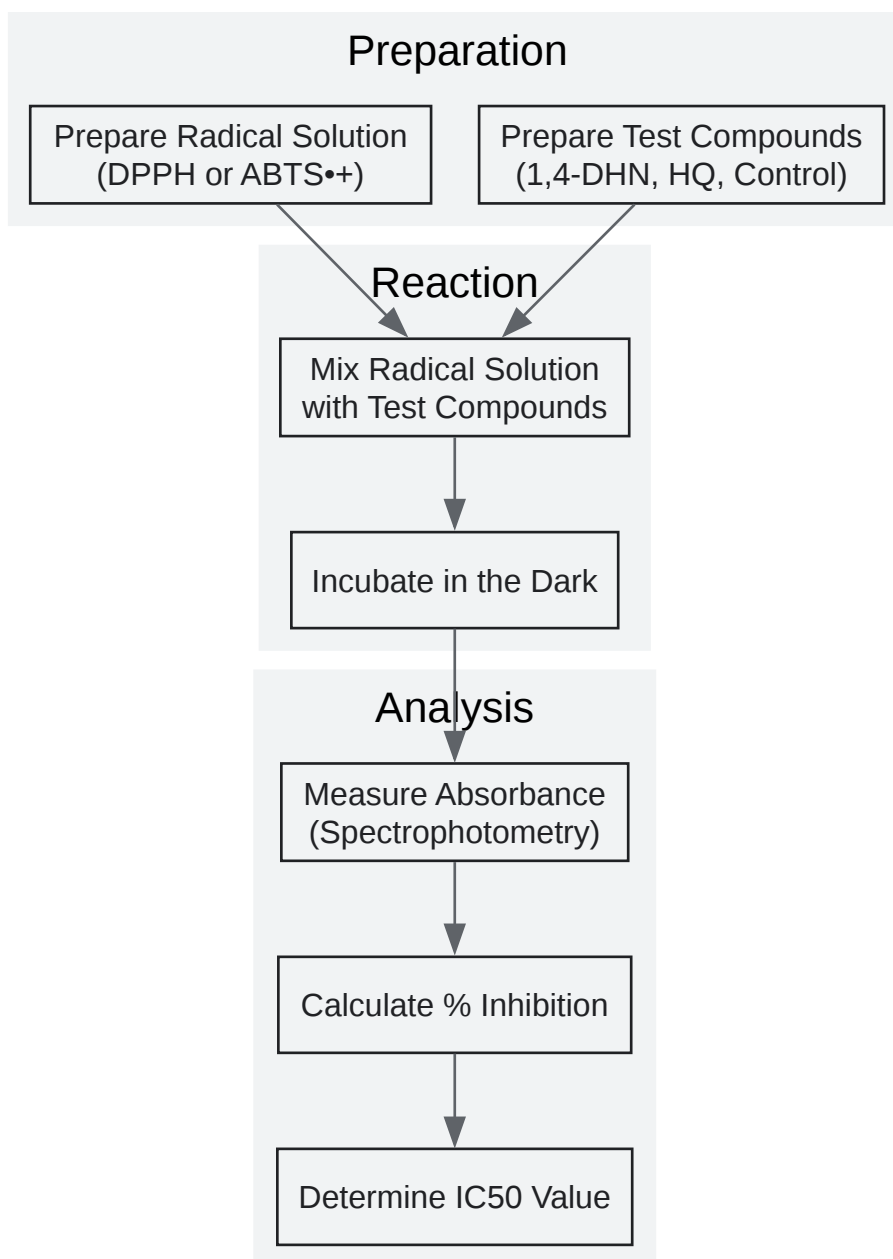 Preparation
Prepare Radical Solution
(DPPH or ABTS•+)
Prepare Test Compounds
(1,4-DHN, HQ, Control)
Reaction
Mix Radical Solution
with Test Compounds
Incubate in the Dark
Analysis
Measure Absorbance
(Spectrophotometry)
Calculate % Inhibition
Determine IC50 Value